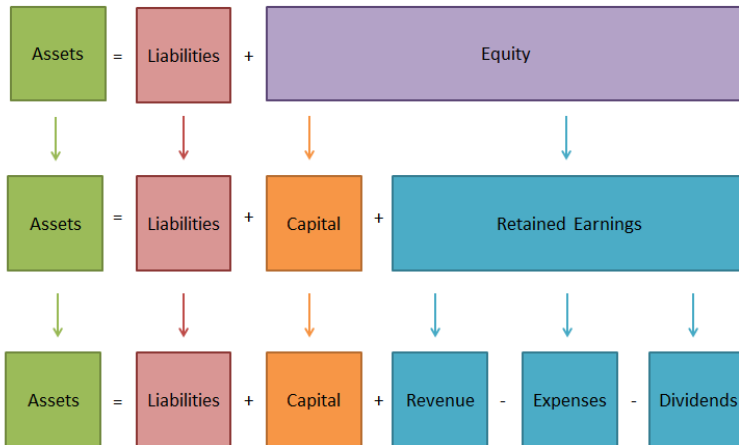 Assets = Liabilities + Equity
Assets = Liabilities + Capital + Retained Earnings
Assets = Liabilities + Capital + Revenue - Expenses - Dividends